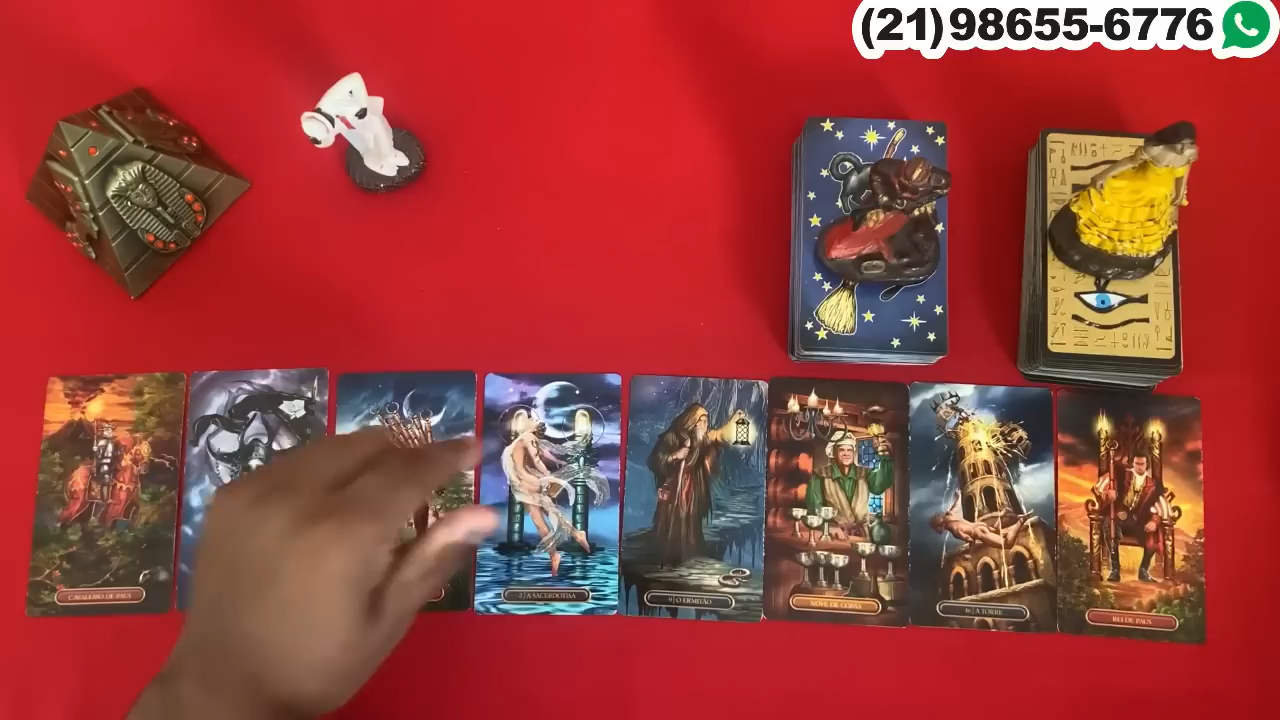 (21)98655-6776
CAVALEIRO DE PAUS
2 | A SACERDOTISA
9 | O ERMITÃO
NOVE DE COPAS
16 | A TORRE
REI DE PAUS